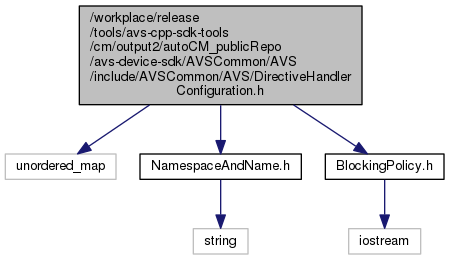 /workplace/release
/tools/avs-cpp-sdk-tools
/cm/output2/autoCM_publicRepo
/avs-device-sdk/AVSCommon/AVS
/include/AVSCommon/AVS/DirectiveHandler
Configuration.h
unordered_map
NamespaceAndName.h
BlockingPolicy.h
string
iostream